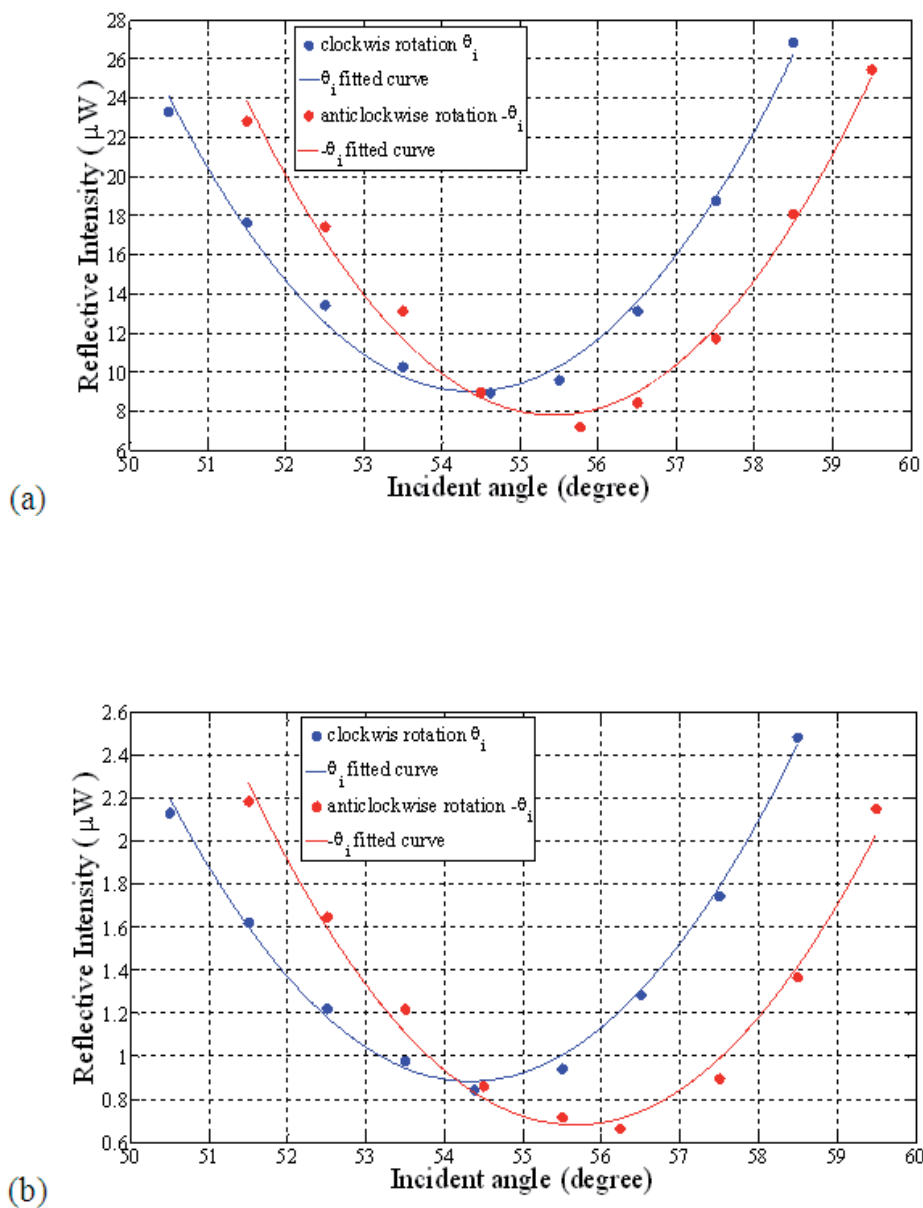 28
26
24
22
20
18
16
14
12
10
8
6
Reflective Intensity ( μW )
clockwis rotation θi
θi fitted curve
anticlockwise rotation -θi
-θi fitted curve
50 51 52 53 54 55 56 57 58 59 60
Incident angle (degree)
(a)
2.6
2.4
2.2
2
1.8
1.6
1.4
1.2
1
0.8
0.6
Reflective Intensity ( μW )
clockwis rotation θi
θi fitted curve
anticlockwise rotation -θi
-θi fitted curve
50 51 52 53 54 55 56 57 58 59 60
Incident angle (degree)
(b)